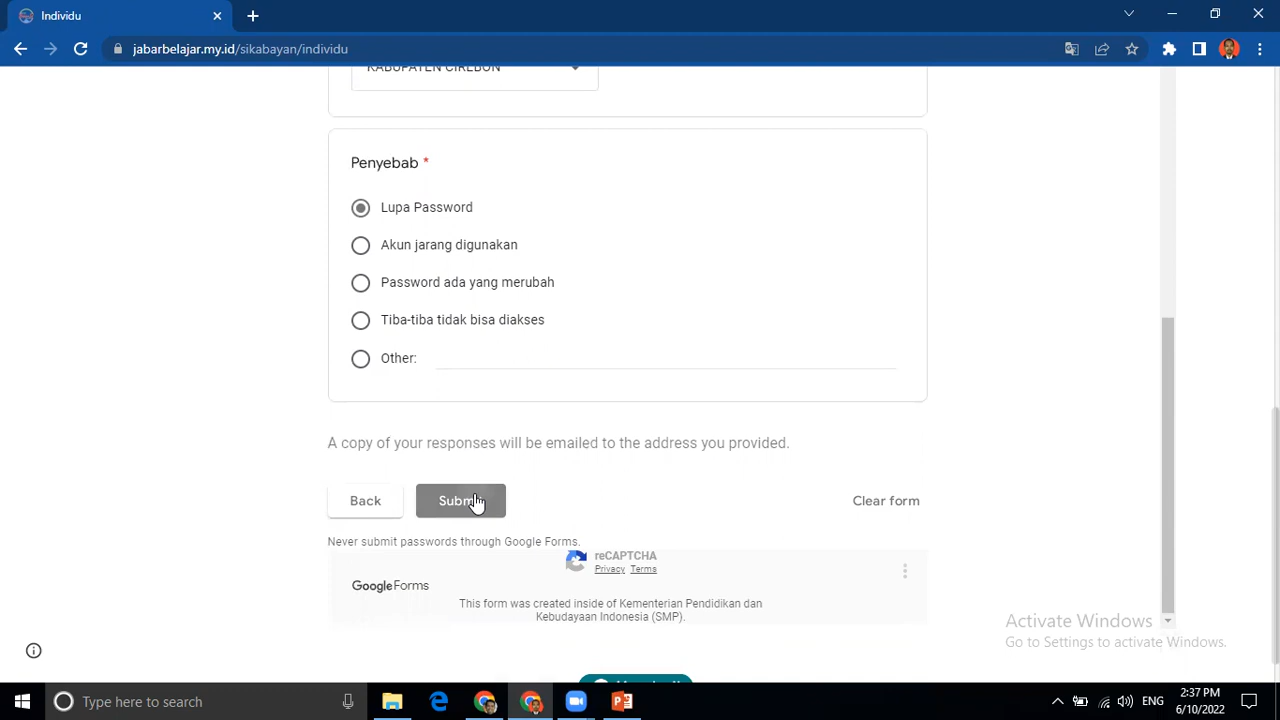 Individu
jabarbelajar.my.id/sikabayan/individu
KABUPATEN CIREBON
Penyebab *
Lupa Password
Akun jarang digunakan
Password ada yang merubah
Tiba-tiba tidak bisa diakses
Other:
A copy of your responses will be emailed to the address you provided.
Back
Clear form
Never submit passwords through Google Forms.
reCAPTCHA
Privacy Terms
Google Forms
This form was created inside of Kementerian Pendidikan dan
Kebudayaan Indonesia (SMP).
Activate Windows
Go to Settings to activate Windows.
Type here to search
ENG
2:37 PM
6/10/2022